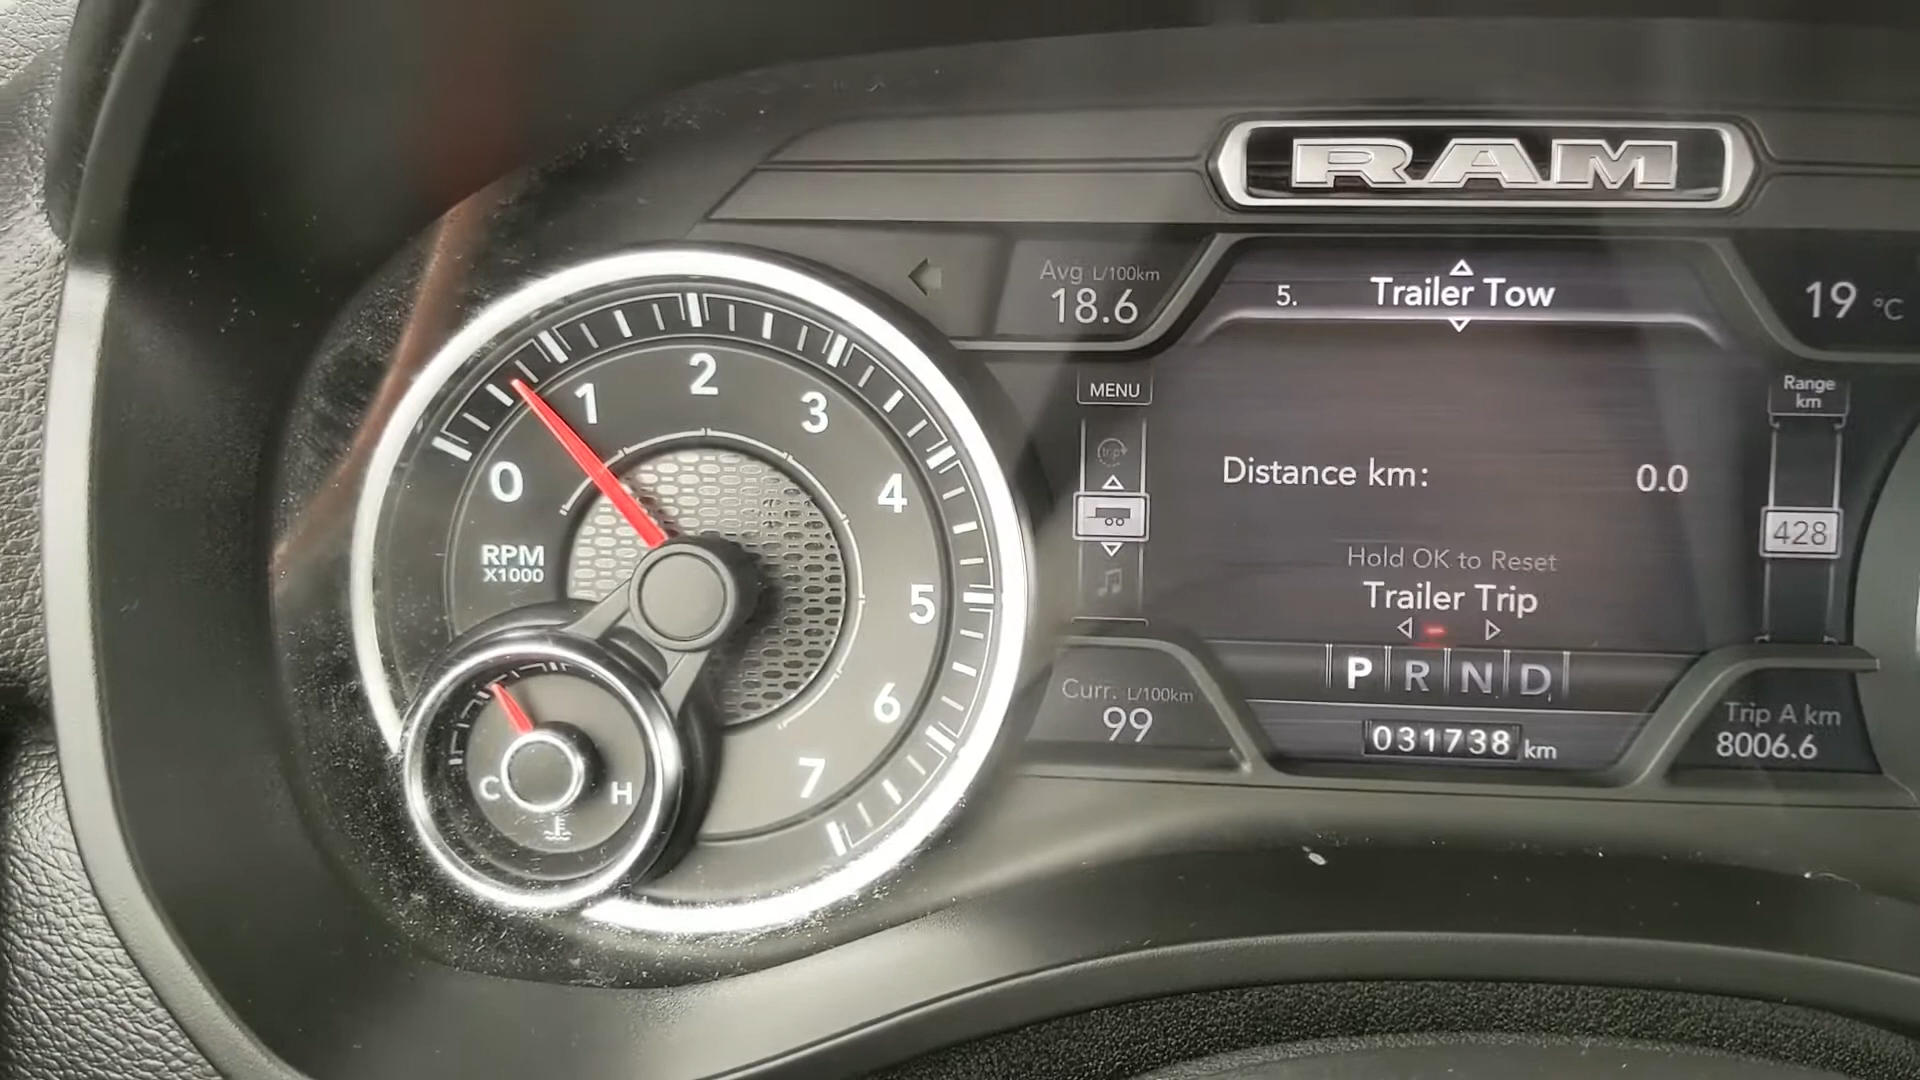 RAM
Avg L/100km
18.6
5. Trailer Tow
19 °C
MENU
Range
km
trip
Distance km: 0.0
428
Hold OK to Reset
Trailer Trip
P R N D
Curr. L/100km
99
031738 km
Trip A km
8006.6
0
1
2
3
4
5
6
7
RPM
X1000
C H